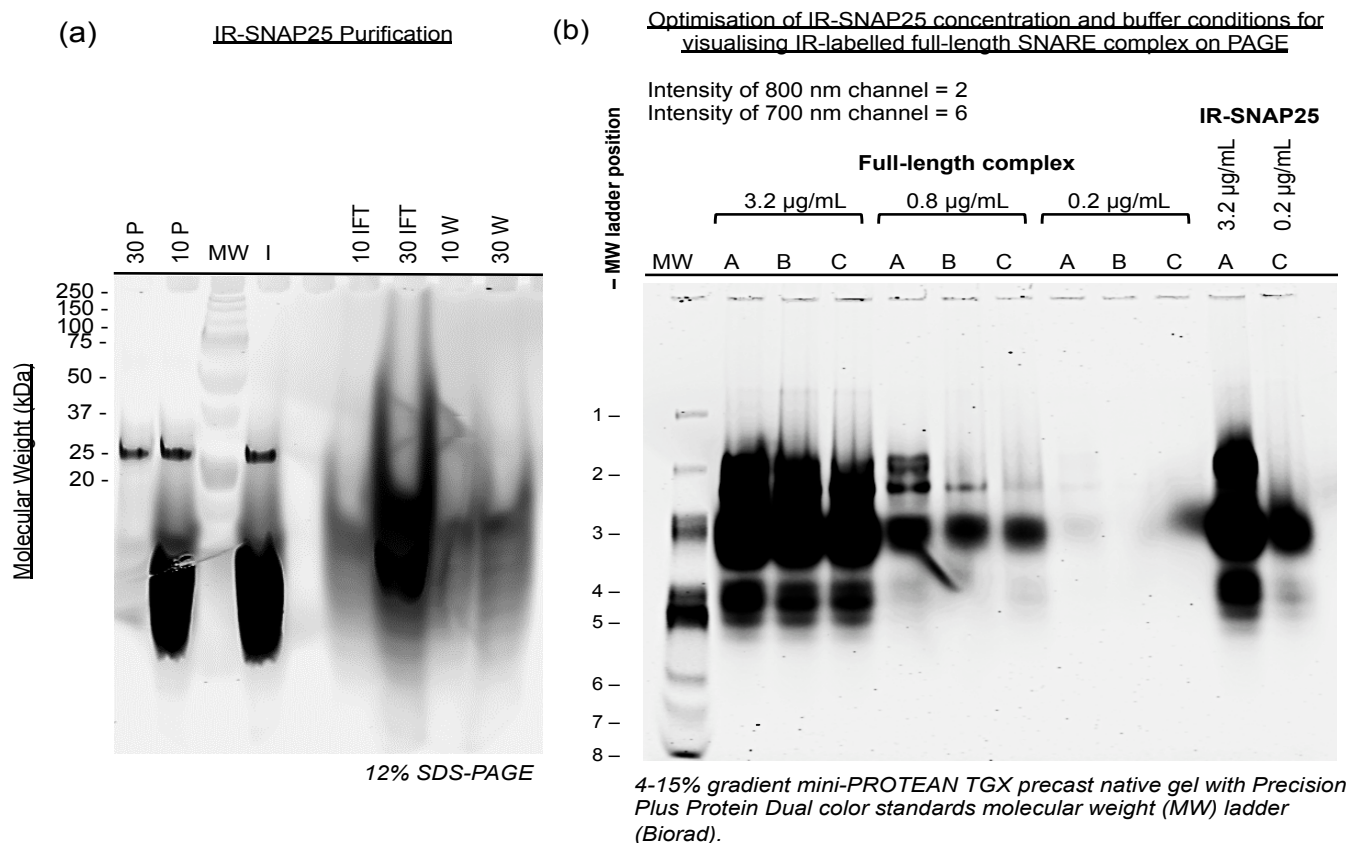 (a)
IR-SNAP25 Purification
30 P
10 P
MW
I
10 IFT
30 IFT
10 W
30 W
Molecular Weight (kDa)
250 -
150 -
100 -
75 -
50 -
37 -
25 -
20 -
12% SDS-PAGE
(b)
Optimisation of IR-SNAP25 concentration and buffer conditions for
visualising IR-labelled full-length SNARE complex on PAGE
Intensity of 800 nm channel = 2
Intensity of 700 nm channel = 6
IR-SNAP25
3.2 µg/mL
0.2 µg/mL
Full-length complex
3.2 µg/mL 0.8 µg/mL 0.2 µg/mL
– MW ladder position
MW A B C A B C A B C A C
1 –
2 –
3 –
4 –
5 –
6 –
7 –
8 –
4-15% gradient mini-PROTEAN TGX precast native gel with Precision
Plus Protein Dual color standards molecular weight (MW) ladder
(Biorad).